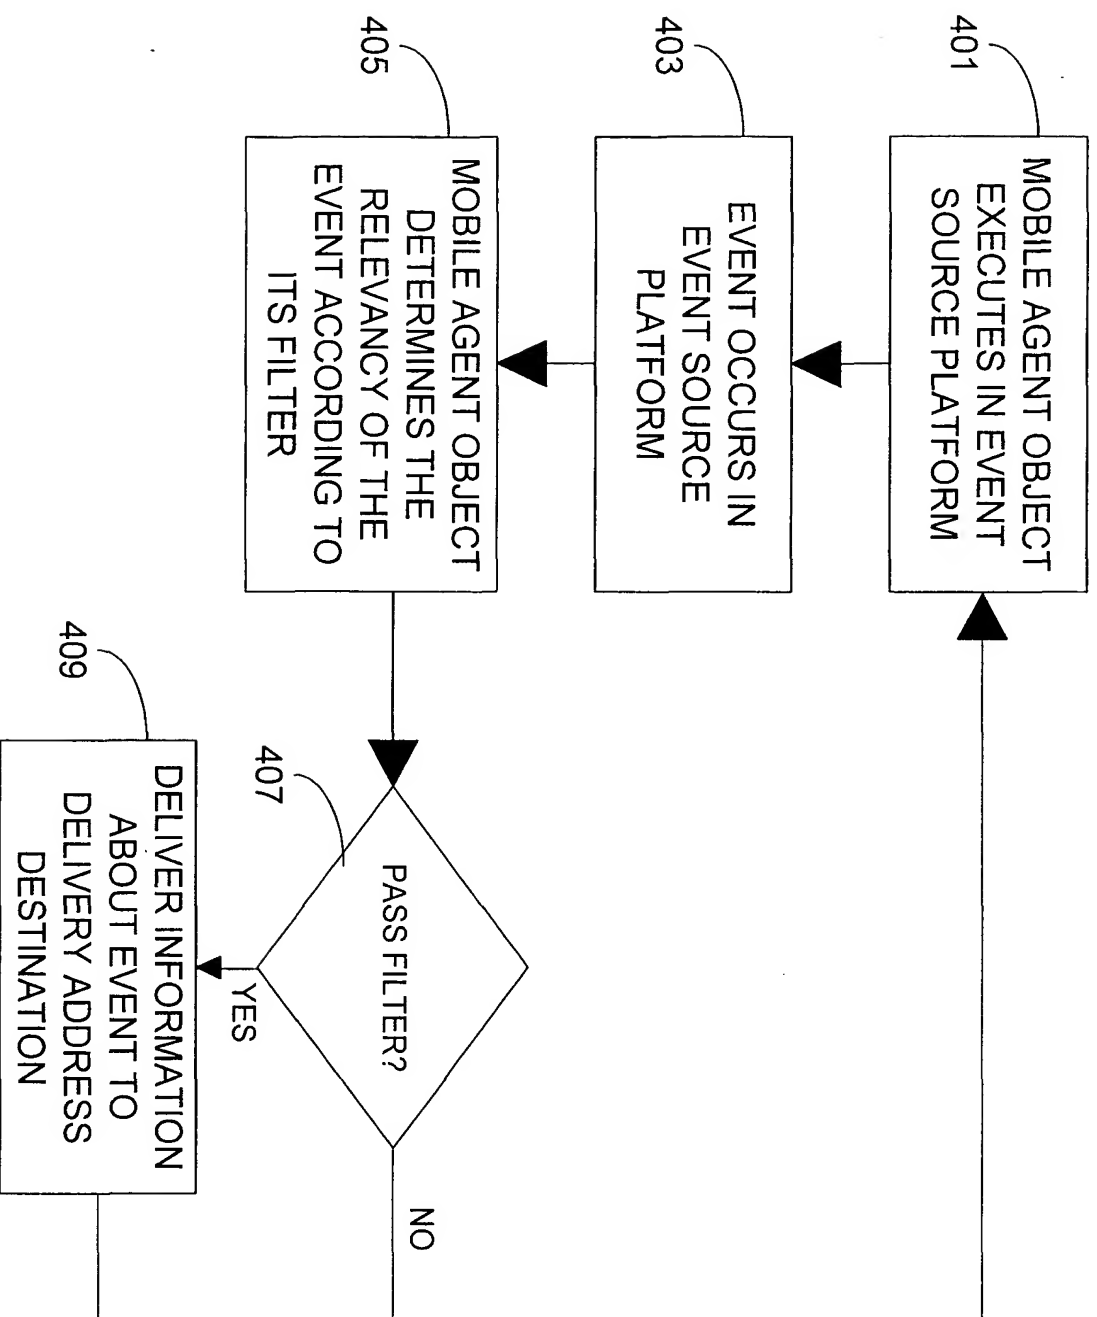 401
MOBILE AGENT OBJECT
EXECUTES IN EVENT
SOURCE PLATFORM
403
EVENT OCCURS IN
EVENT SOURCE
PLATFORM
405
MOBILE AGENT OBJECT
DETERMINES THE
RELEVANCY OF THE
EVENT ACCORDING TO
ITS FILTER
407
PASS FILTER?
NO
YES
409
DELIVER INFORMATION
ABOUT EVENT TO
DELIVERY ADDRESS
DESTINATION